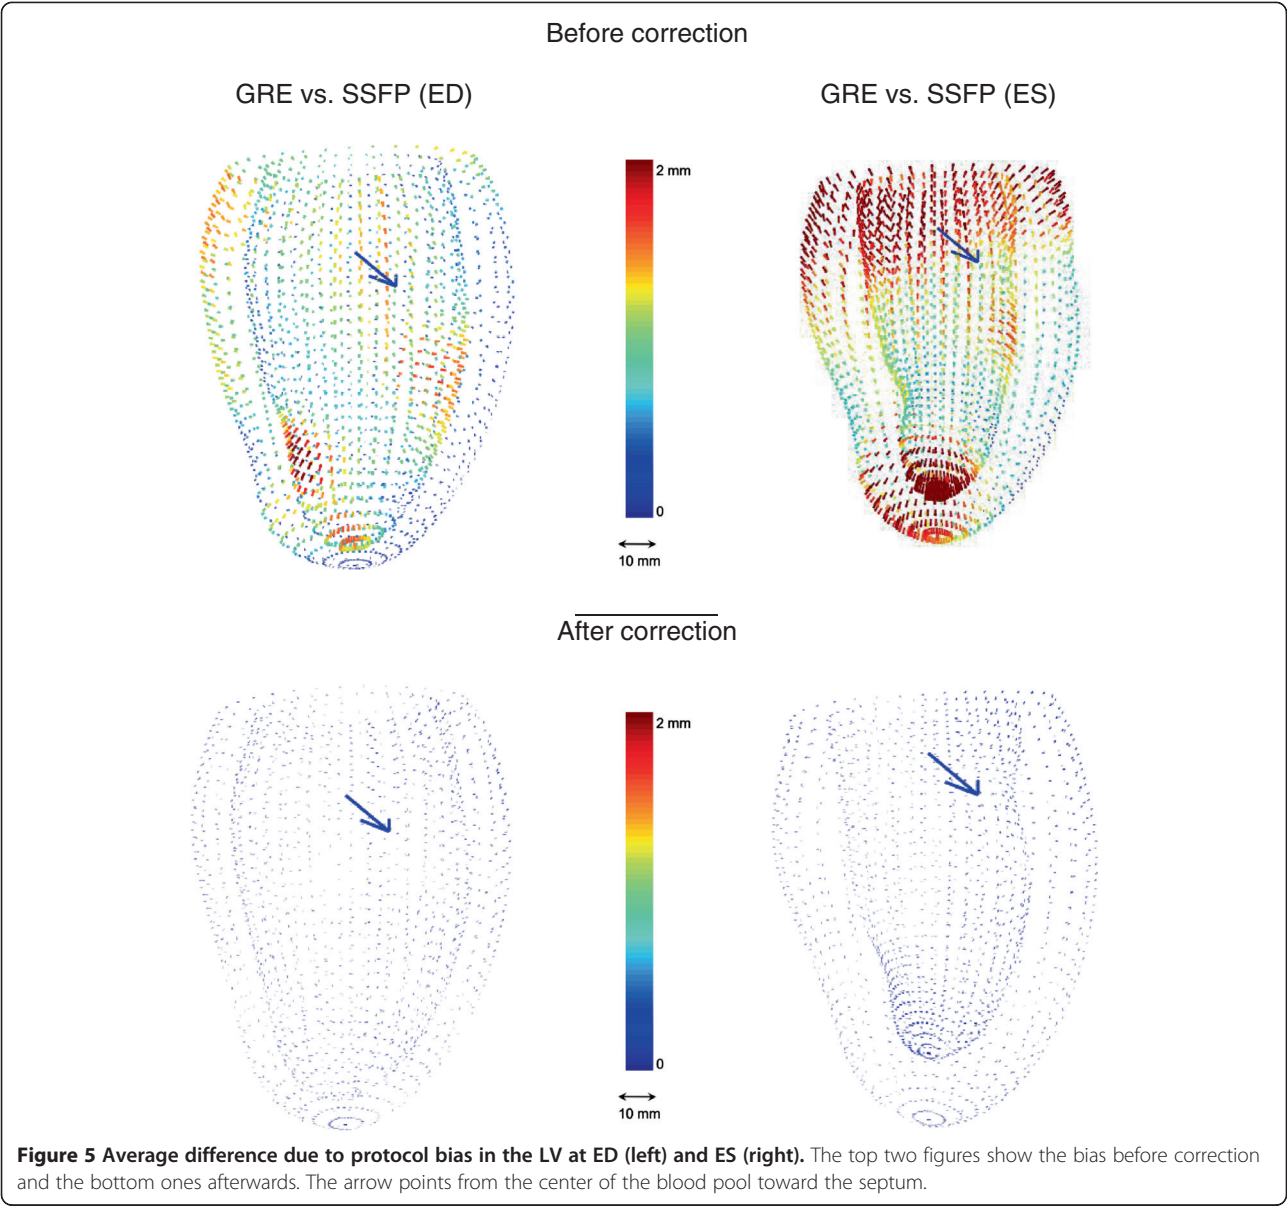 Before correction
GRE vs. SSFP (ED)
GRE vs. SSFP (ES)
2 mm
0
10 mm
After correction
2 mm
0
10 mm
Figure 5 Average difference due to protocol bias in the LV at ED (left) and ES (right). The top two figures show the bias before correction
and the bottom ones afterwards. The arrow points from the center of the blood pool toward the septum.